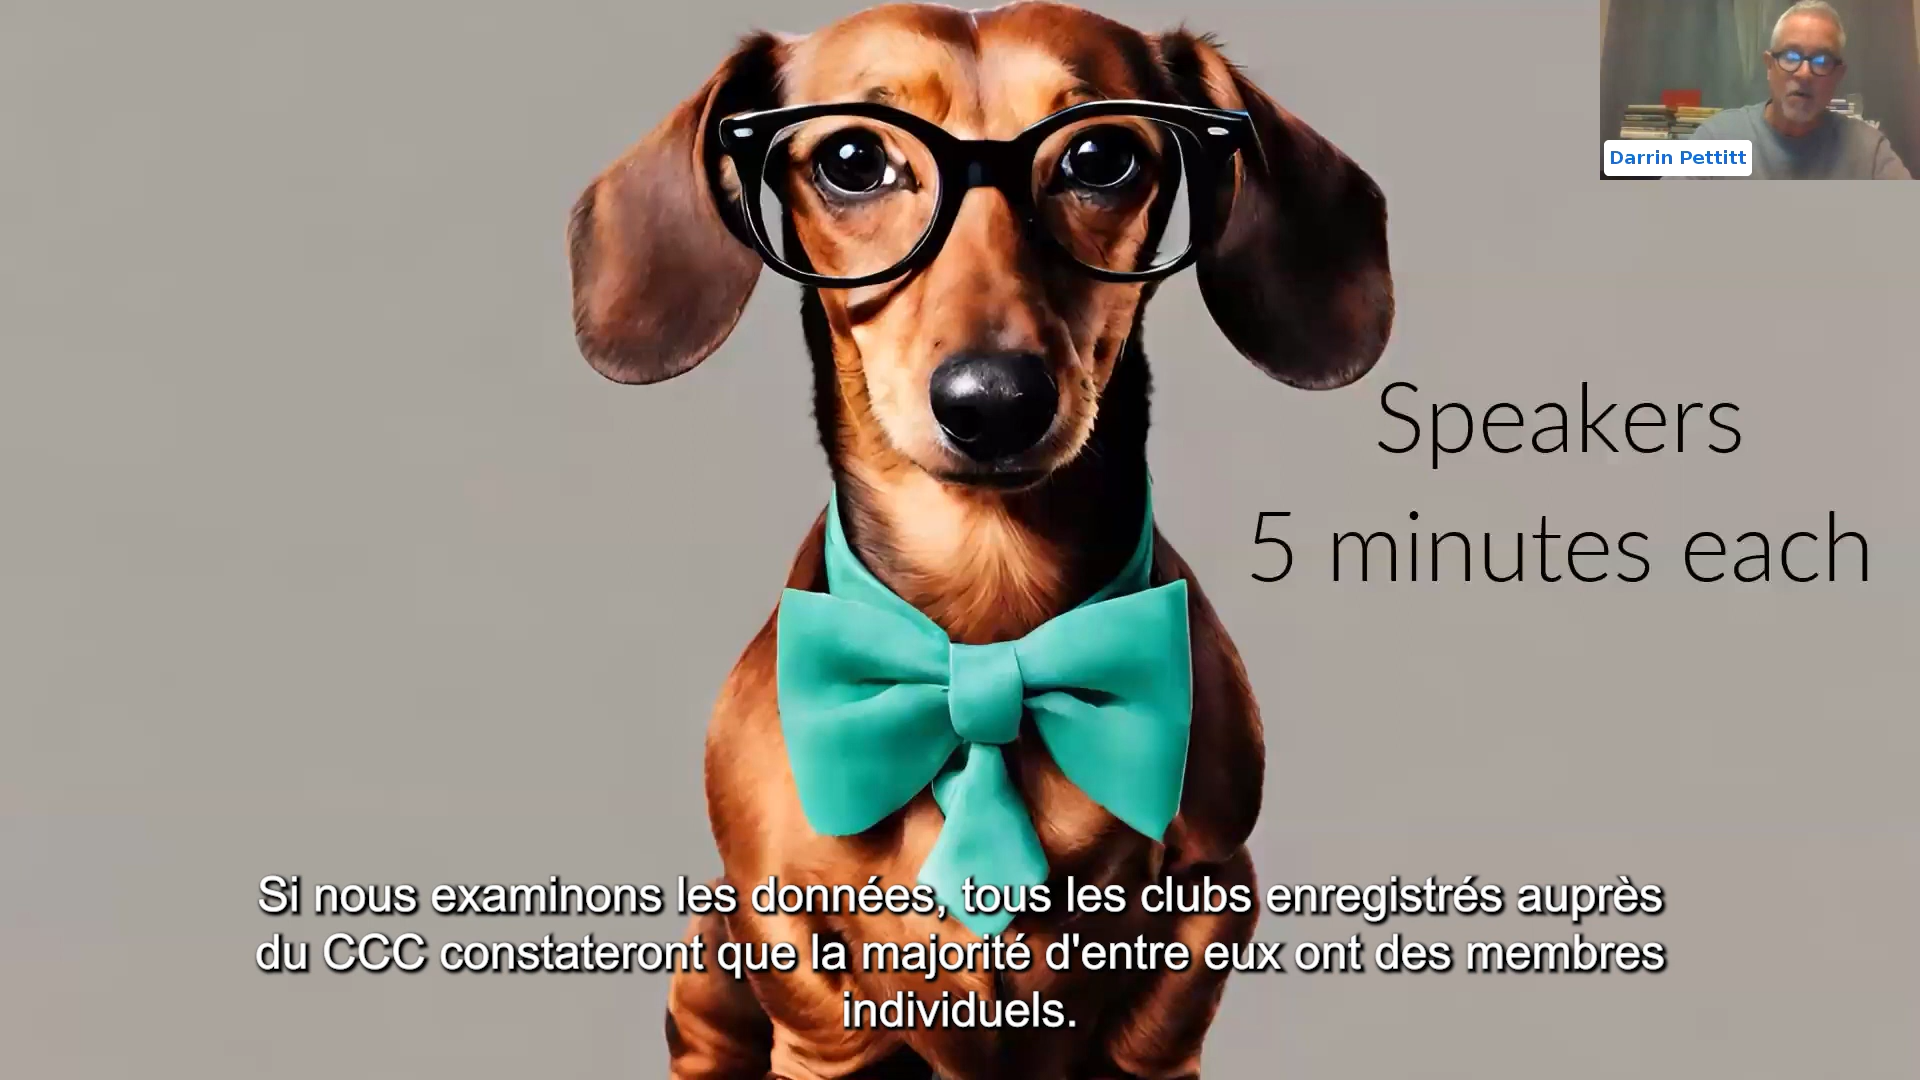 Darrin Pettitt
Speakers
5 minutes each
Si nous examinons les données, tous les clubs enregistrés auprès
du CCC constateront que la majorité d'entre eux ont des membres
individuels.